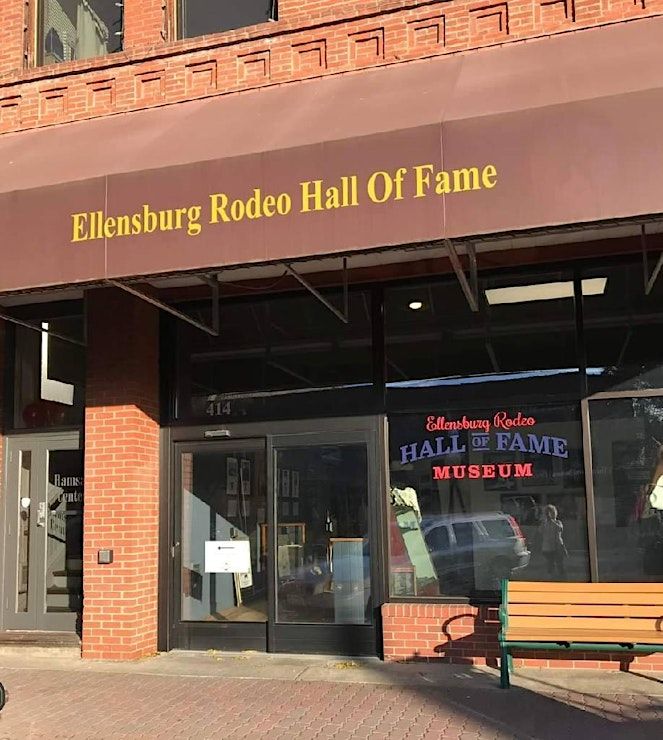 Ellensburg Rodeo Hall Of Fame
414
Ellensburg Rodeo
HALL OF FAME
MUSEUM